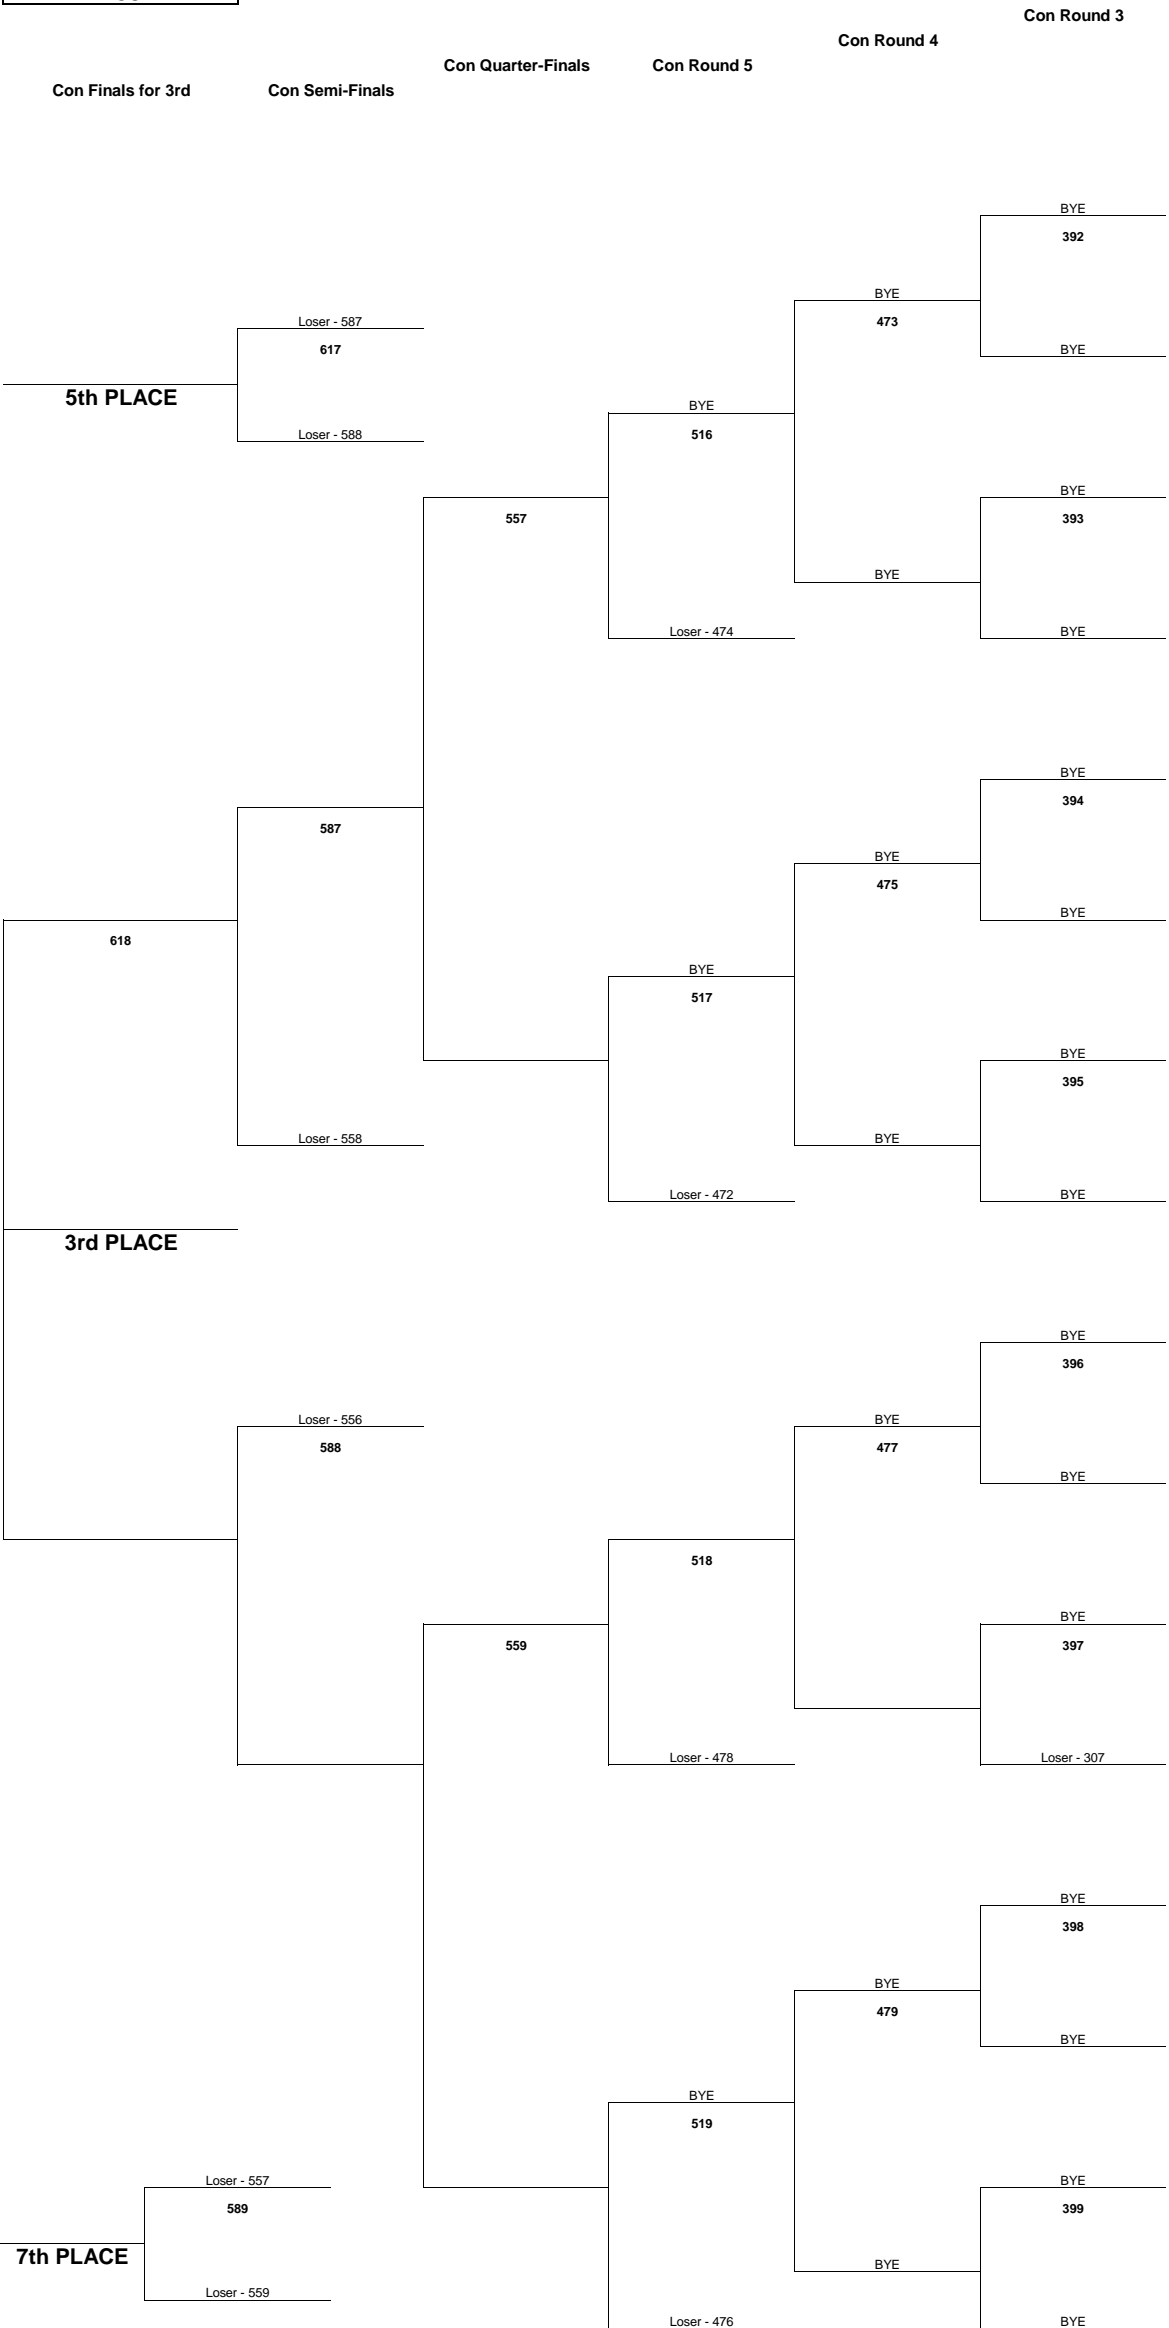 Con Round 3
Con Round 4
Con Quarter-Finals Con Round 5
Con Finals for 3rd Con Semi-Finals
BYE
392
BYE
Loser - 587 473
617 BYE
5th PLACE
BYE
Loser - 588 516
BYE
557 393
BYE
Loser - 474 BYE
BYE
394
587
BYE
475
BYE
618
BYE
517
BYE
395
Loser - 558 BYE
Loser - 472 BYE
3rd PLACE
BYE
396
Loser - 556 BYE
588 477
BYE
518
BYE
559 397
Loser - 478 Loser - 307
BYE
398
BYE
479
BYE
BYE
519
Loser - 557 BYE
589 399
7th PLACE
BYE
Loser - 559
Loser - 476 BYE